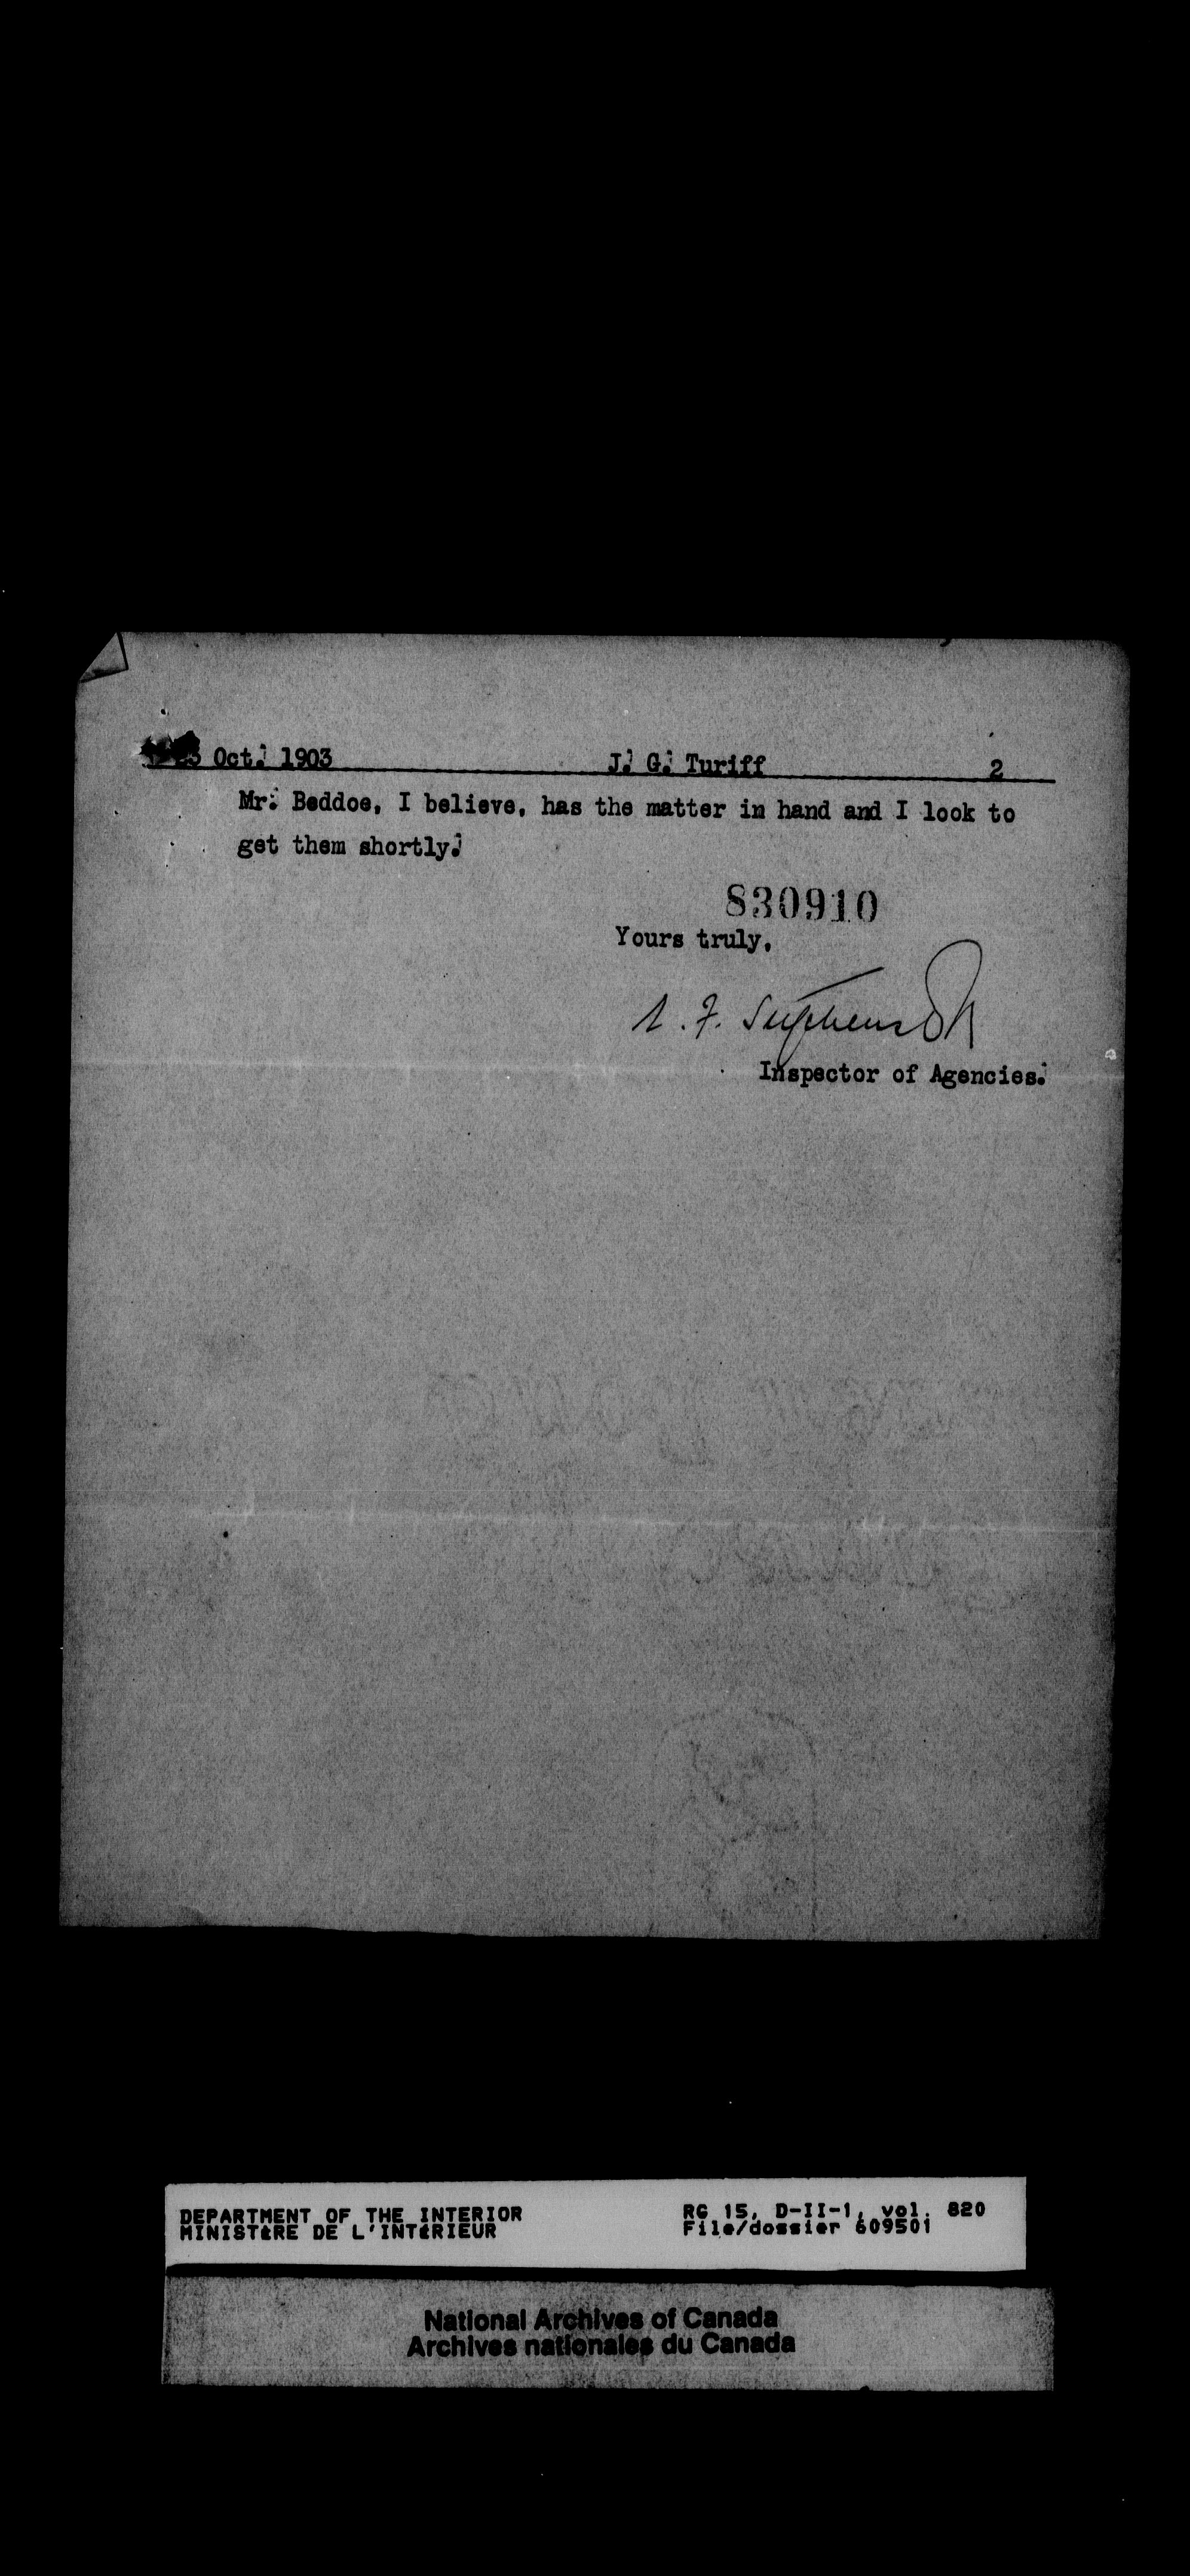 Oct. 1903 J. G. Turiff 2
Mr. Beddoe, I believe, has the matter in hand and I look to
get them shortly.
830910
Yours truly,
Inspector of Agencies.
DEPARTMENT OF THE INTERIOR RG 15, D-II-1, vol. 820
MINISTÈRE DE L'INTÉRIEUR File/dossier 609501
National Archives of Canada
Archives nationales du Canada